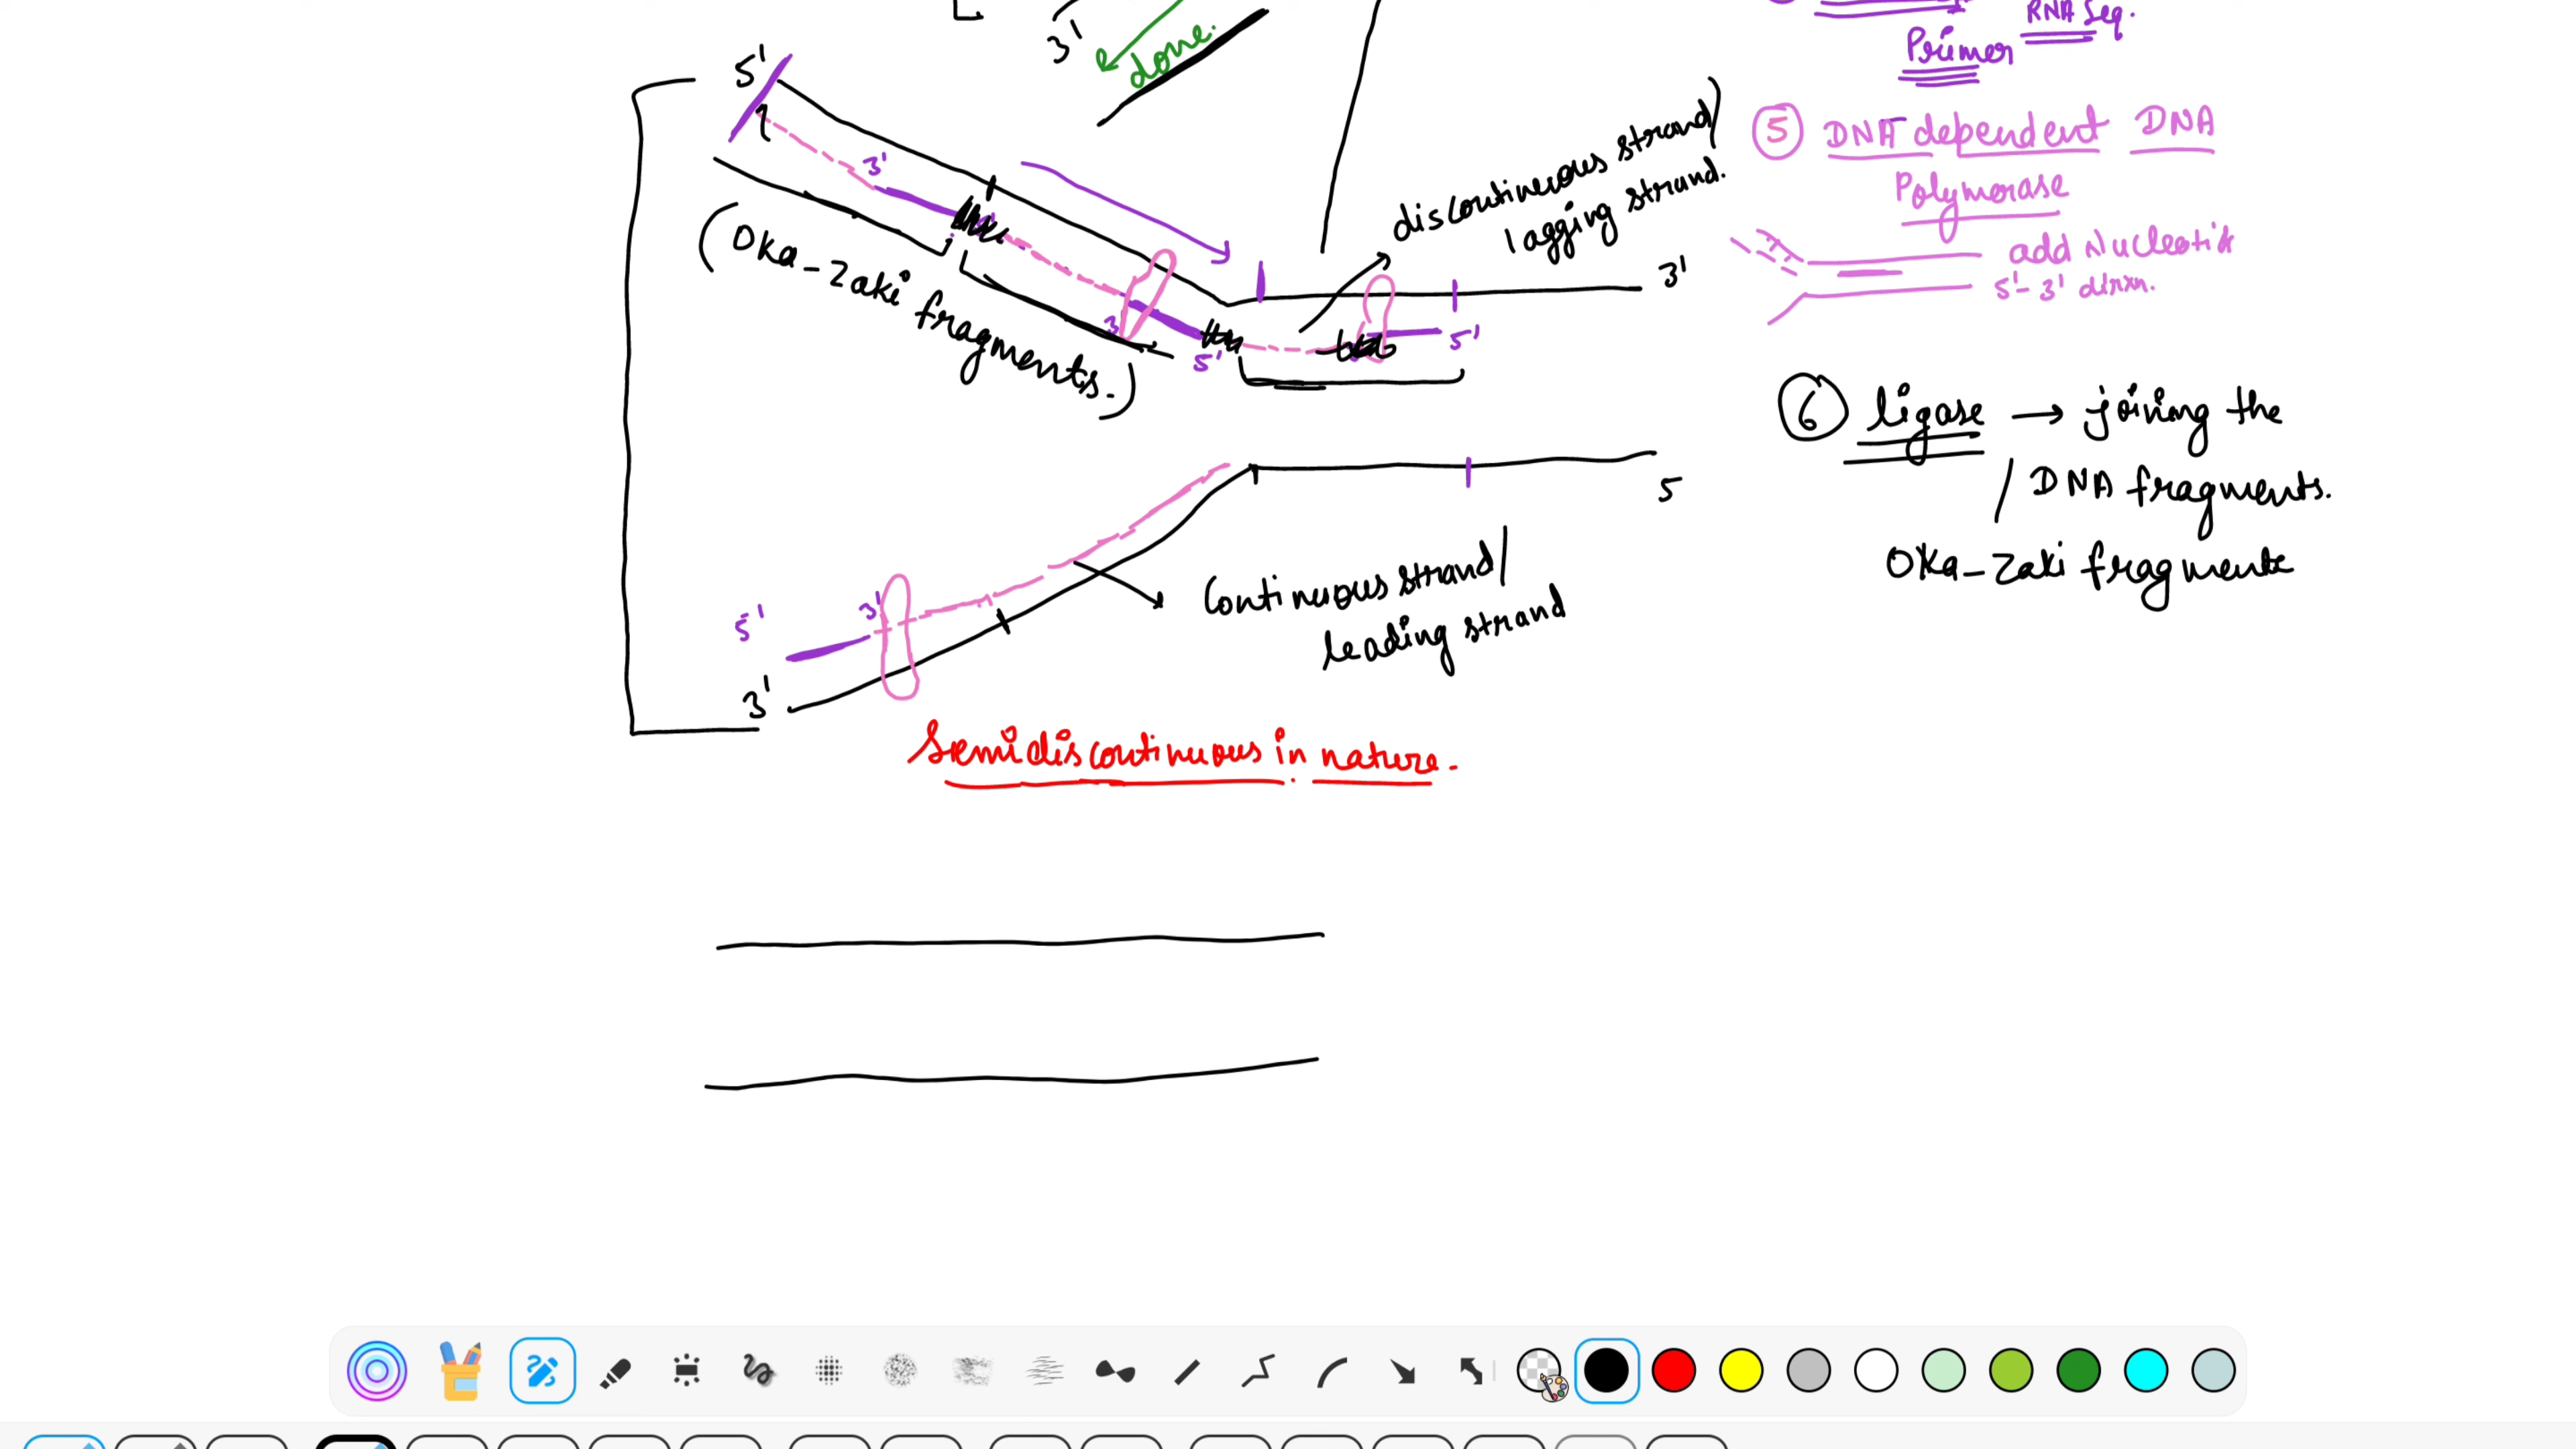 3'
done.
RNA Seq.
Primer
5'
3'
(Oka-Zaki fragments.)
3
5'
5'
3'
discontinuous strand/
lagging strand.
5
5'
3'
3'
Continuous strand/
leading strand
Semidiscontinuous in nature.
5 DNA dependent DNA
Polymerase
add Nucleotid
5'-3' dirxn.
6 ligase → joining the
/ DNA fragments.
Oka-Zaki fragments